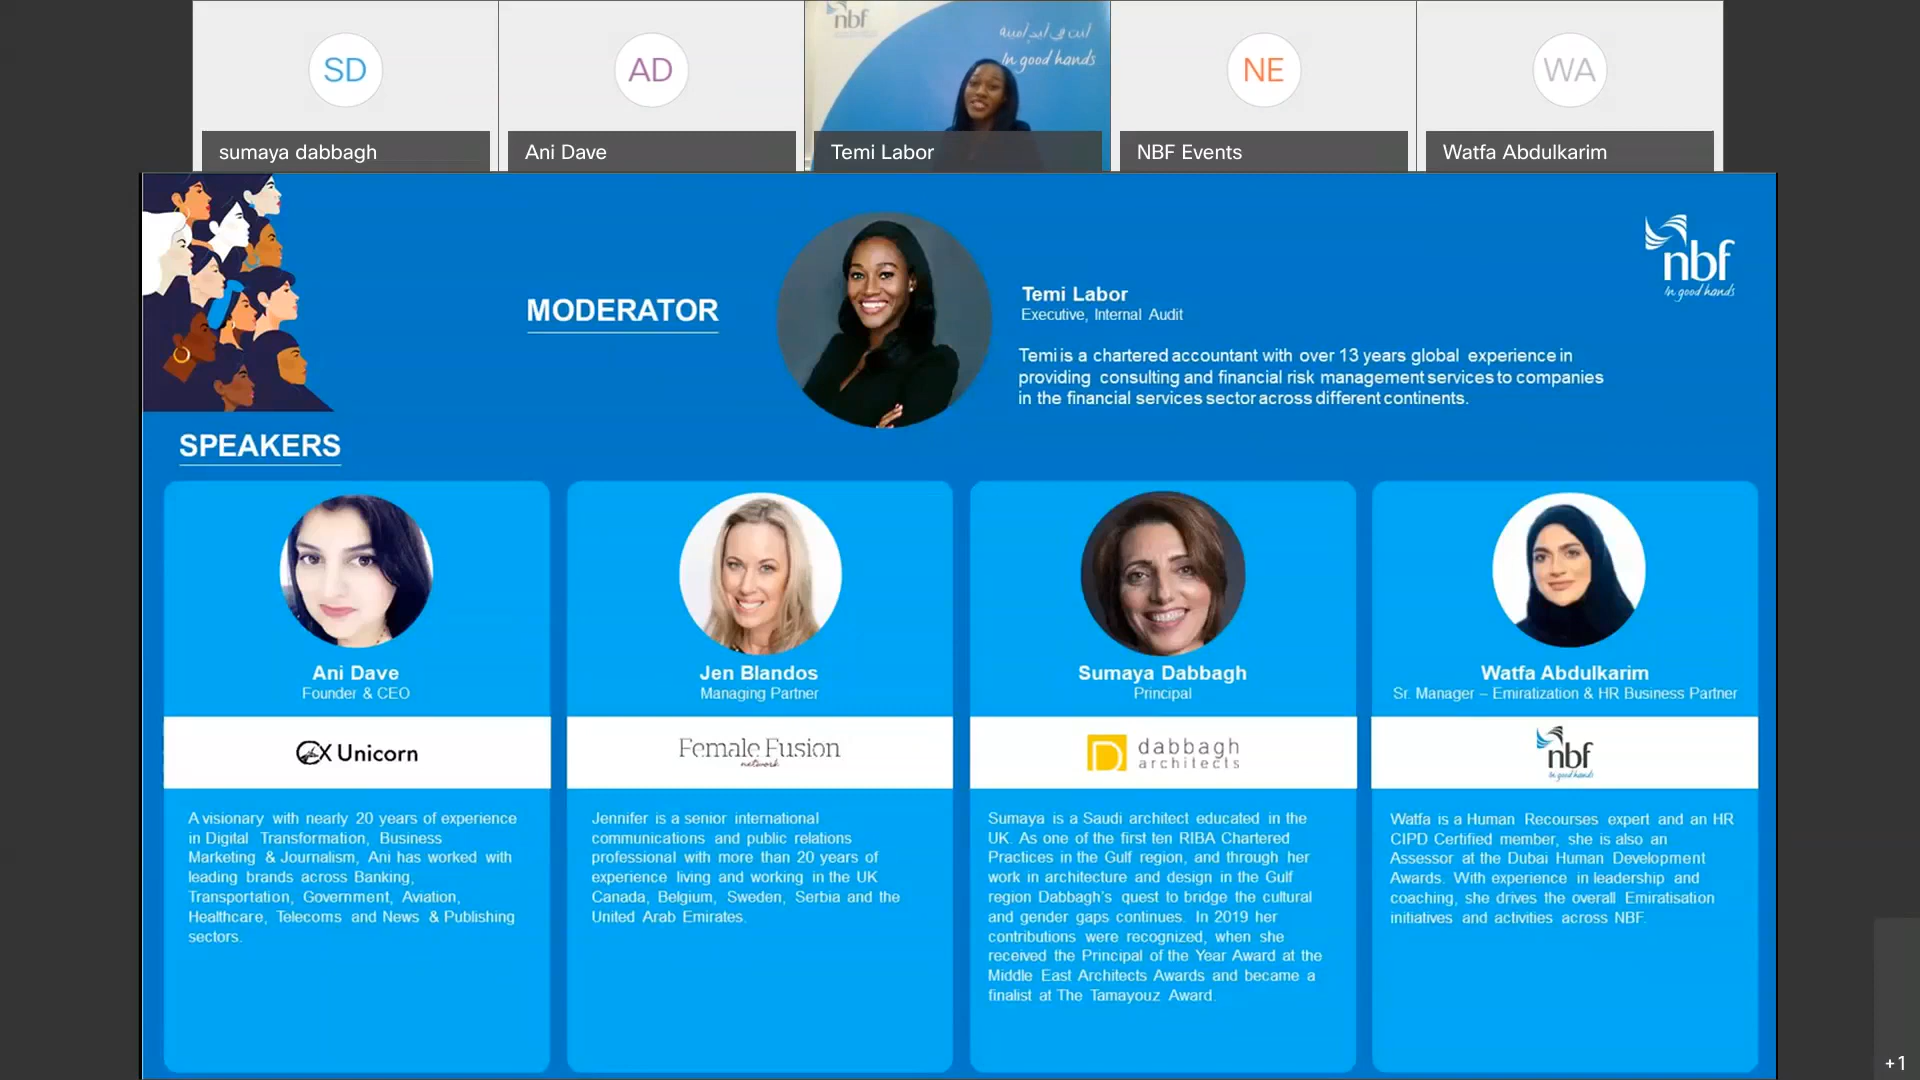 SD
AD
nbf
أنت في أيد أمينة
In good hands
NE
WA
sumaya dabbagh
Ani Dave
Temi Labor
NBF Events
Watfa Abdulkarim
MODERATOR
Temi Labor
Executive, Internal Audit
Temi is a chartered accountant with over 13 years global experience in
providing consulting and financial risk management services to companies
in the financial services sector across different continents.
nbf
In good hands
SPEAKERS
Ani Dave
Founder & CEO
OX Unicorn
A visionary with nearly 20 years of experience
in Digital Transformation, Business
Marketing & Journalism, Ani has worked with
leading brands across Banking,
Transportation, Government, Aviation,
Healthcare, Telecoms and News & Publishing
sectors.
Jen Blandos
Managing Partner
Female Fusion
network
Jennifer is a senior international
communications and public relations
professional with more than 20 years of
experience living and working in the UK
Canada, Belgium, Sweden, Serbia and the
United Arab Emirates.
Sumaya Dabbagh
Principal
dabbagh
architects
Sumaya is a Saudi architect educated in the
UK. As one of the first ten RIBA Chartered
Practices in the Gulf region, and through her
work in architecture and design in the Gulf
region Dabbagh's quest to bridge the cultural
and gender gaps continues. In 2019 her
contributions were recognized, when she
received the Principal of the Year Award at the
Middle East Architects Awards and became a
finalist at The Tamayouz Award.
Watfa Abdulkarim
Sr. Manager – Emiratization & HR Business Partner
nbf
In good hands
Watfa is a Human Recourses expert and an HR
CIPD Certified member, she is also an
Assessor at the Dubai Human Development
Awards. With experience in leadership and
coaching, she drives the overall Emiratisation
initiatives and activities across NBF.
+1